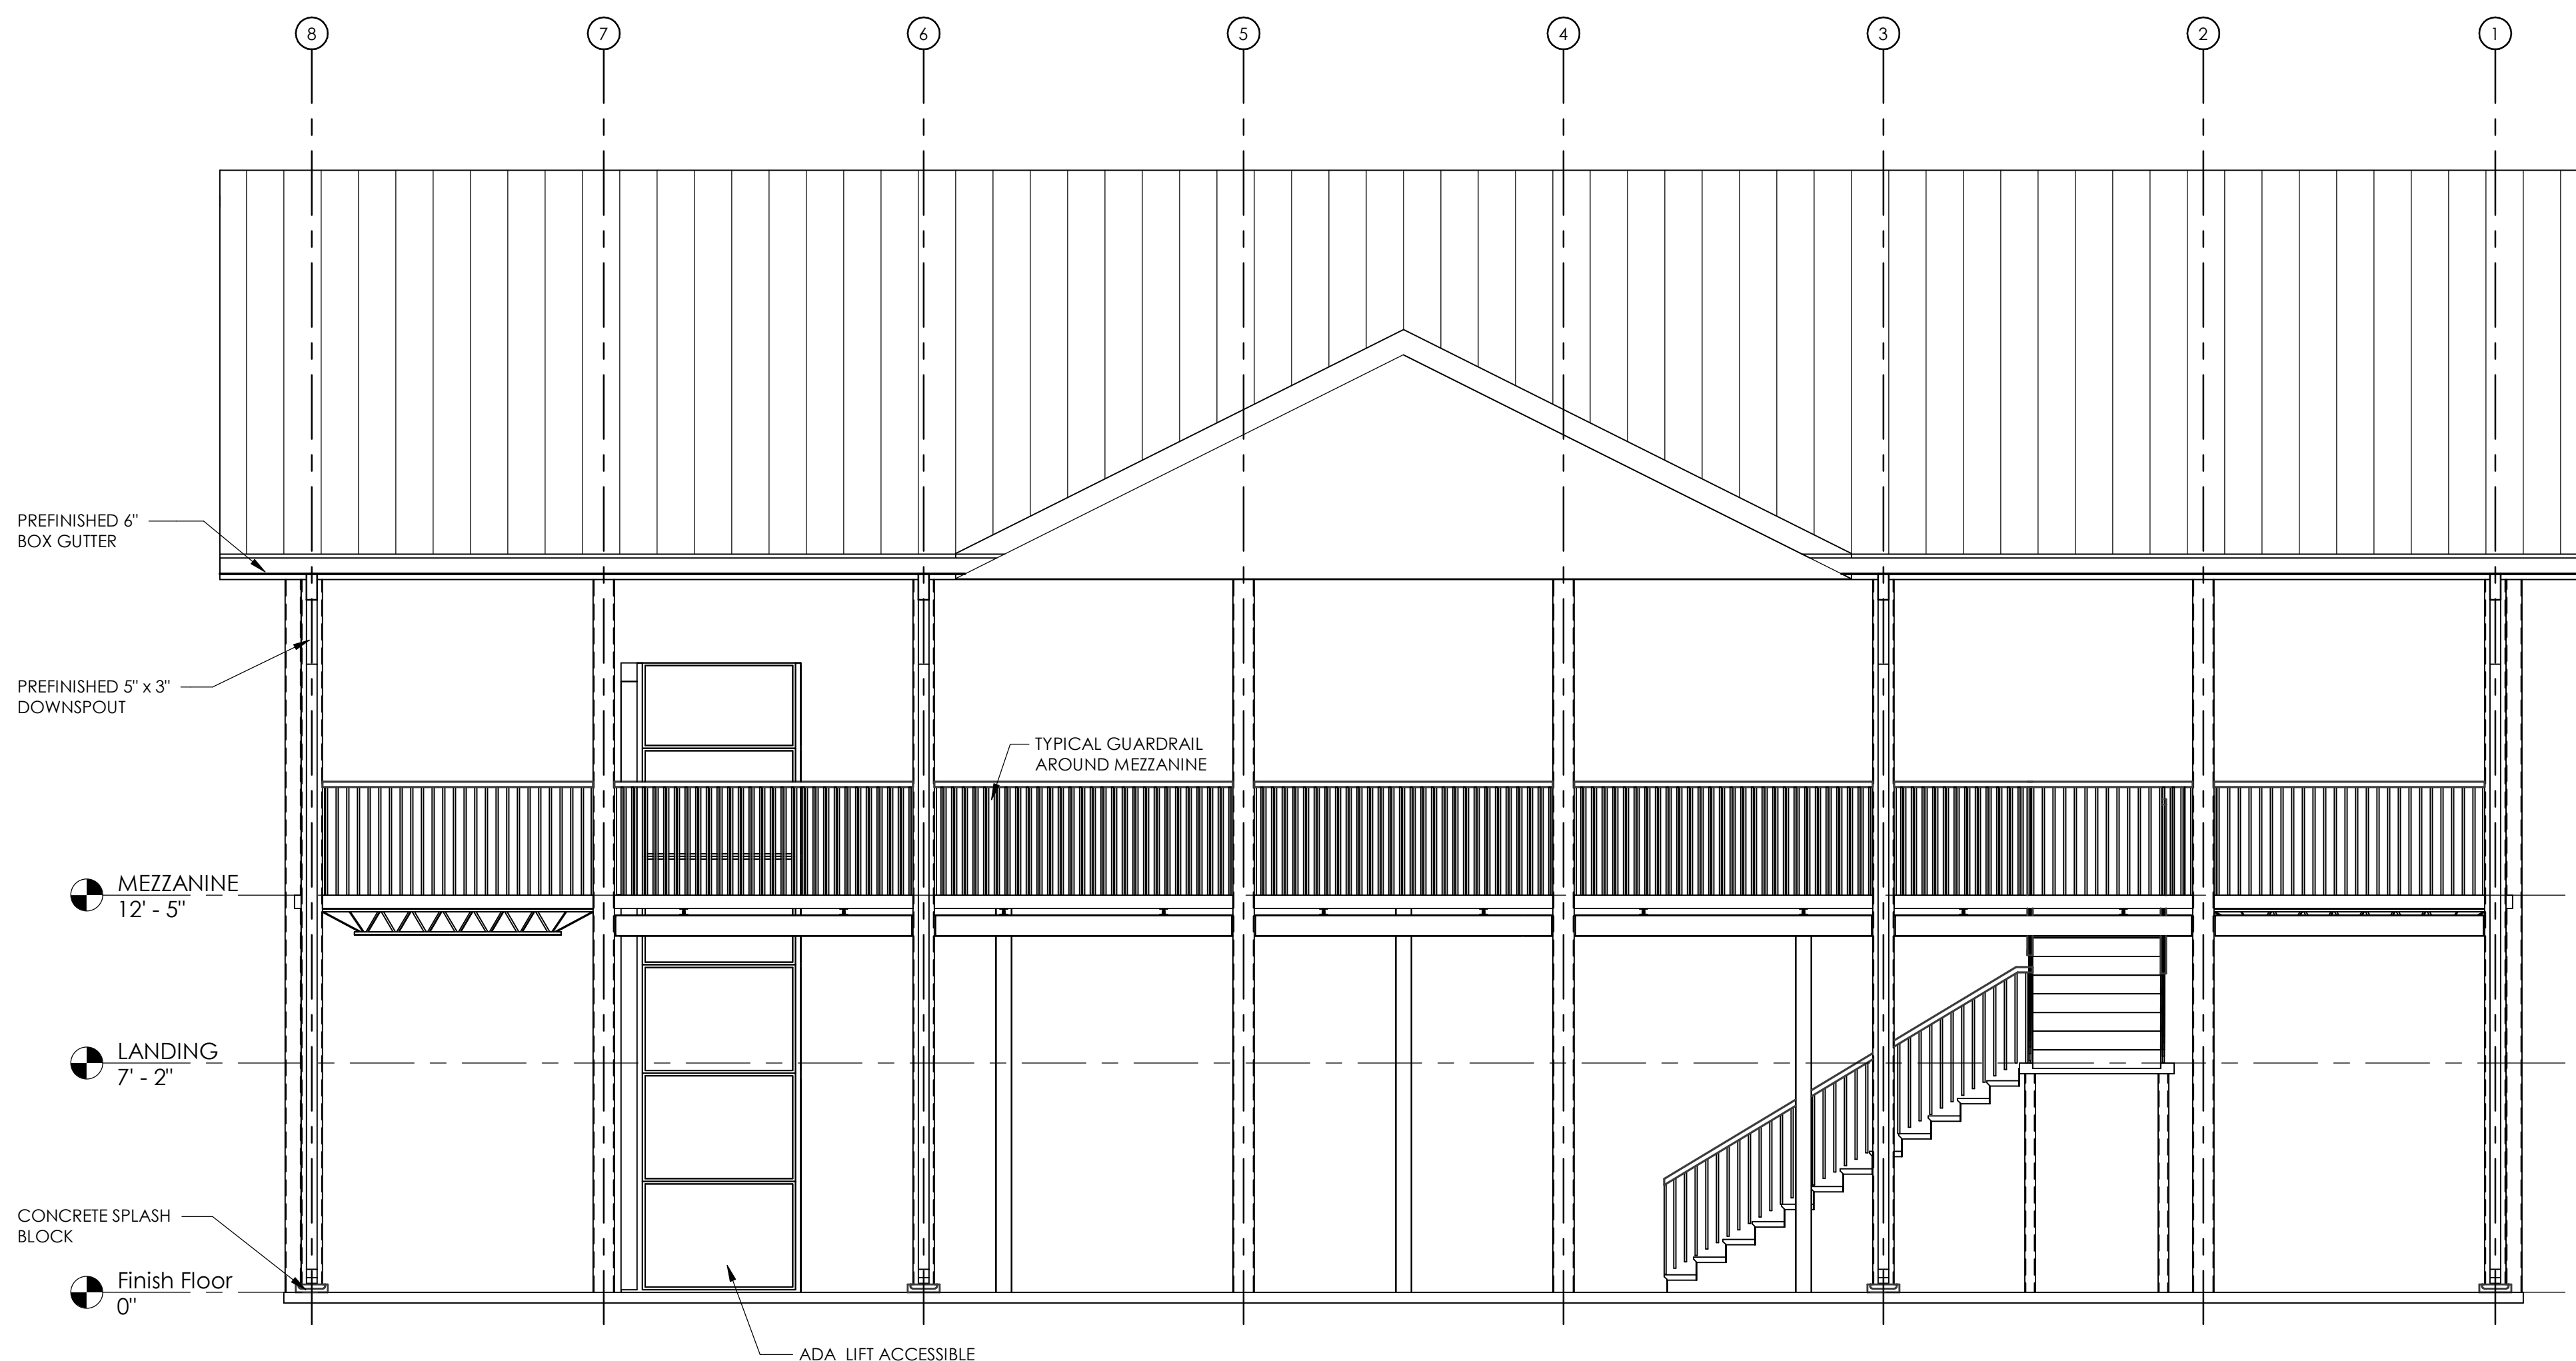 8 7 6 5 4 3 2 1
PREFINISHED 6"
BOX GUTTER
PREFINISHED 5" x 3"
DOWNSPOUT
TYPICAL GUARDRAIL
AROUND MEZZANINE
MEZZANINE
12' - 5"
LANDING
7' - 2"
CONCRETE SPLASH
BLOCK
Finish Floor
0"
ADA LIFT ACCESSIBLE